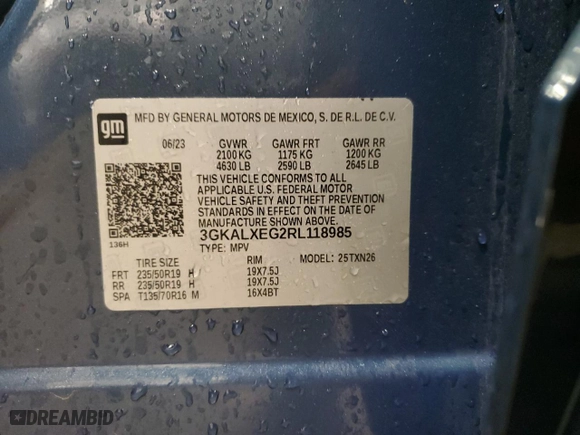 gm
MFD BY GENERAL MOTORS DE MEXICO, S. DE R.L. DE C.V.
06/23 GVWR GAWR FRT GAWR RR
2100 KG 1175 KG 1200 KG
4630 LB 2590 LB 2645 LB
THIS VEHICLE CONFORMS TO ALL
APPLICABLE U.S. FEDERAL MOTOR
VEHICLE SAFETY AND THEFT PREVENTION
STANDARDS IN EFFECT ON THE DATE OF
MANUFACTURE SHOWN ABOVE.
136H
3GKALXEG2RL118985
TYPE: MPV MODEL: 25TXN26
TIRE SIZE RIM
FRT 235/50R19 H 19X7.5J
RR 235/50R19 H 19X7.5J
SPA T135/70R16 M 16X4BT
DREAMBID